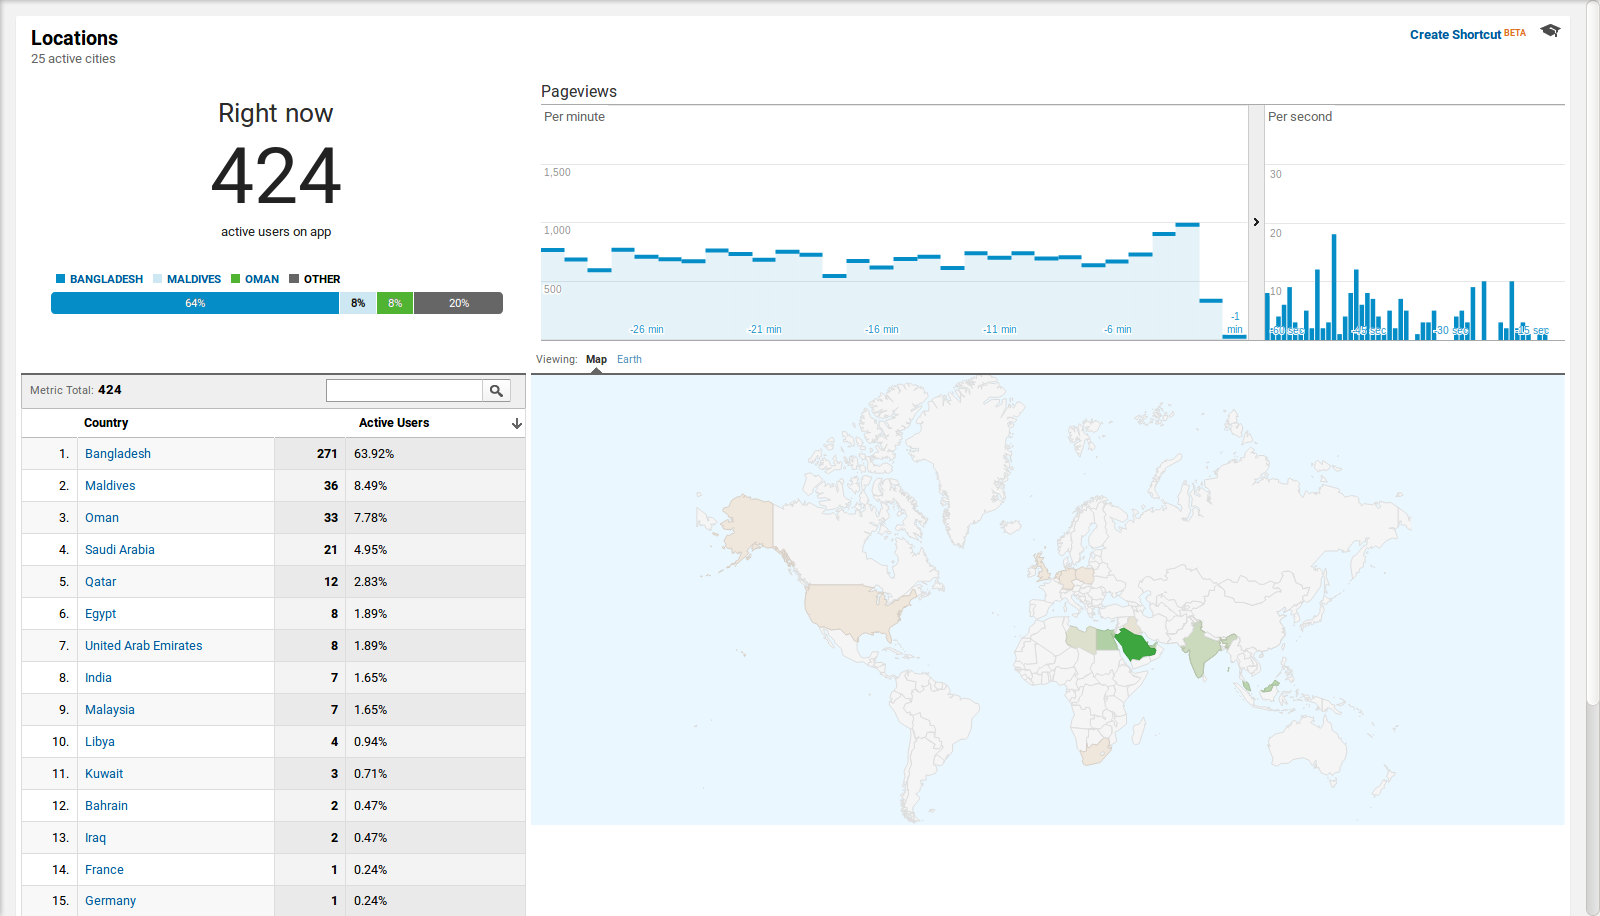 Locations
25 active cities
Create Shortcut BETA
Right now
424
active users on app
BANGLADESH MALDIVES OMAN OTHER
64% 8% 8% 20%
Pageviews
Per minute
1,500
1,000
500
-26 min -21 min -16 min -11 min -6 min -1 min
Per second
30
20
10
-60 sec -45 sec -30 sec -15 sec
Viewing: Map Earth
Metric Total: 424
Country Active Users
1. Bangladesh 271 63.92%
2. Maldives 36 8.49%
3. Oman 33 7.78%
4. Saudi Arabia 21 4.95%
5. Qatar 12 2.83%
6. Egypt 8 1.89%
7. United Arab Emirates 8 1.89%
8. India 7 1.65%
9. Malaysia 7 1.65%
10. Libya 4 0.94%
11. Kuwait 3 0.71%
12. Bahrain 2 0.47%
13. Iraq 2 0.47%
14. France 1 0.24%
15. Germany 1 0.24%